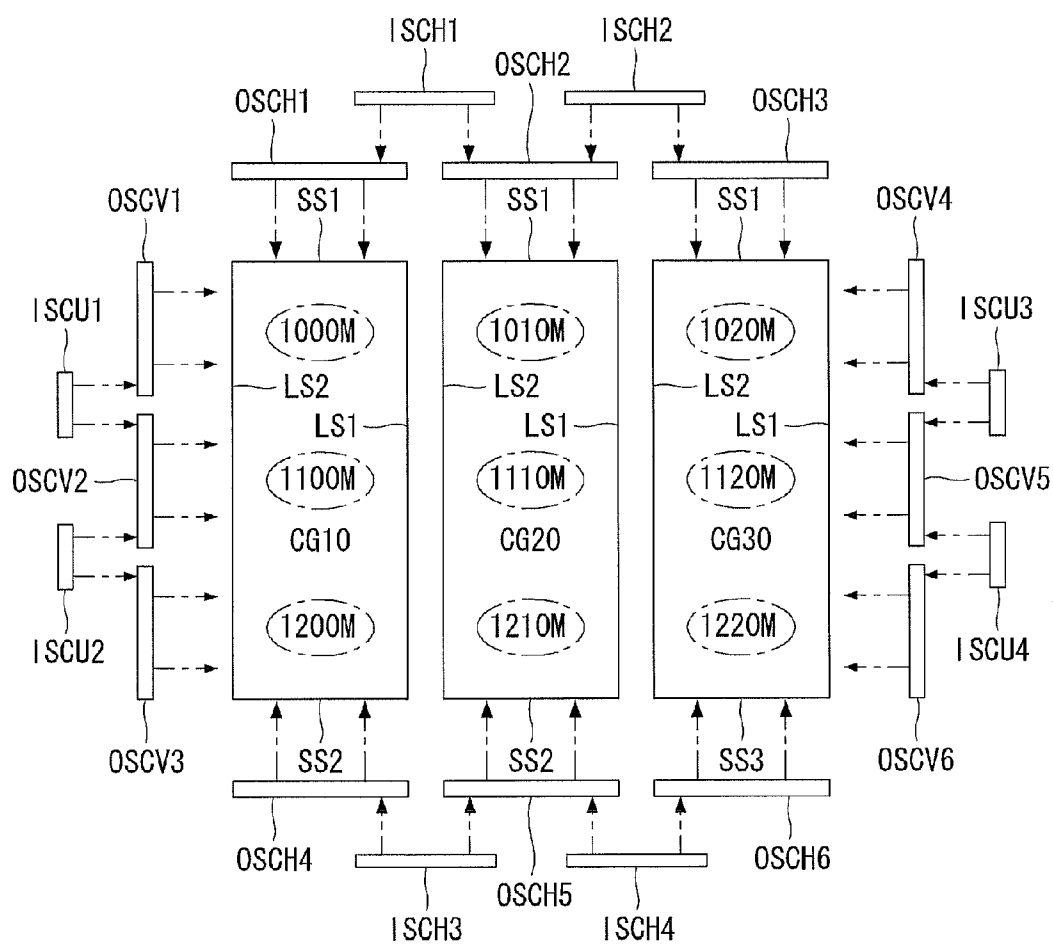 ISCH1
ISCH2
OSCH2
OSCH1
OSCH3
OSCV1
SS1
SS1
SS1
OSCV4
ISCU1
1000M
1010M
1020M
ISCU3
LS2
LS2
LS2
LS1
LS1
LS1
OSCV2
1100M
1110M
1120M
OSCV5
CG10
CG20
CG30
1200M
1210M
1220M
ISCU2
ISCU4
OSCV3
SS2
SS2
SS3
OSCV6
OSCH4
OSCH5
OSCH6
ISCH3
ISCH4